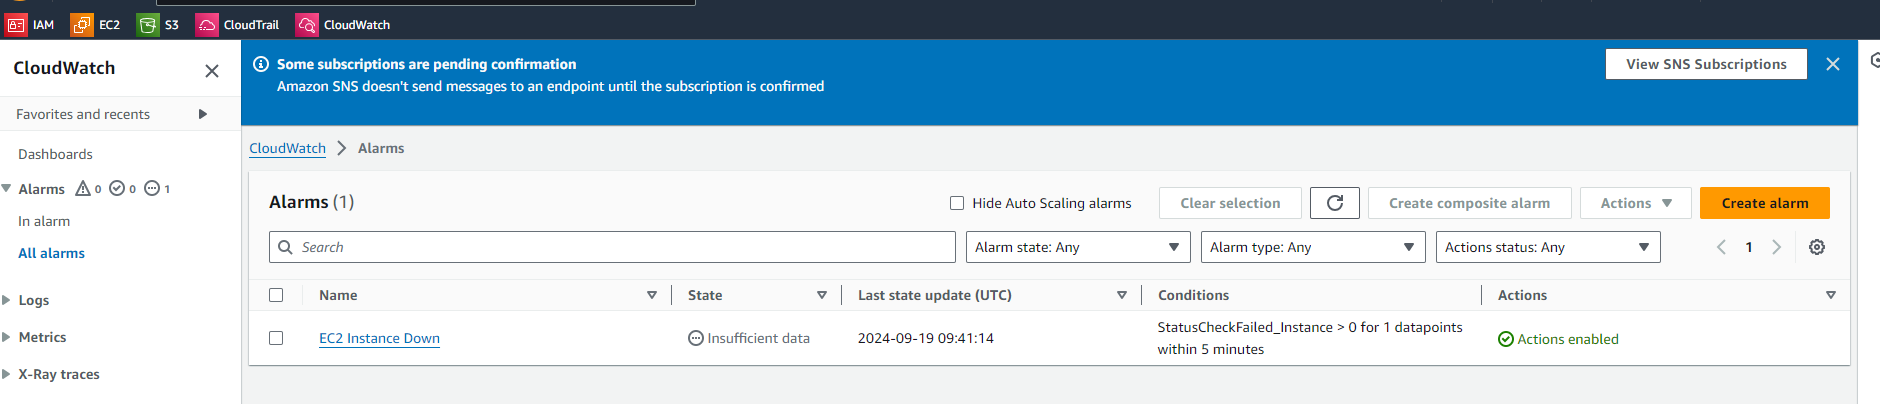 IAM EC2 S3 CloudTrail CloudWatch
CloudWatch
Favorites and recents
Dashboards
Alarms 0 0 1
In alarm
All alarms
Logs
Metrics
X-Ray traces
Some subscriptions are pending confirmation
Amazon SNS doesn't send messages to an endpoint until the subscription is confirmed
View SNS Subscriptions
CloudWatch Alarms
Alarms (1)
Hide Auto Scaling alarms
Clear selection
Create composite alarm
Actions
Create alarm
Search
Alarm state: Any
Alarm type: Any
Actions status: Any
1
Name State Last state update (UTC) Conditions Actions
EC2 Instance Down
Insufficient data
2024-09-19 09:41:14
StatusCheckFailed_Instance > 0 for 1 datapoints
within 5 minutes
Actions enabled